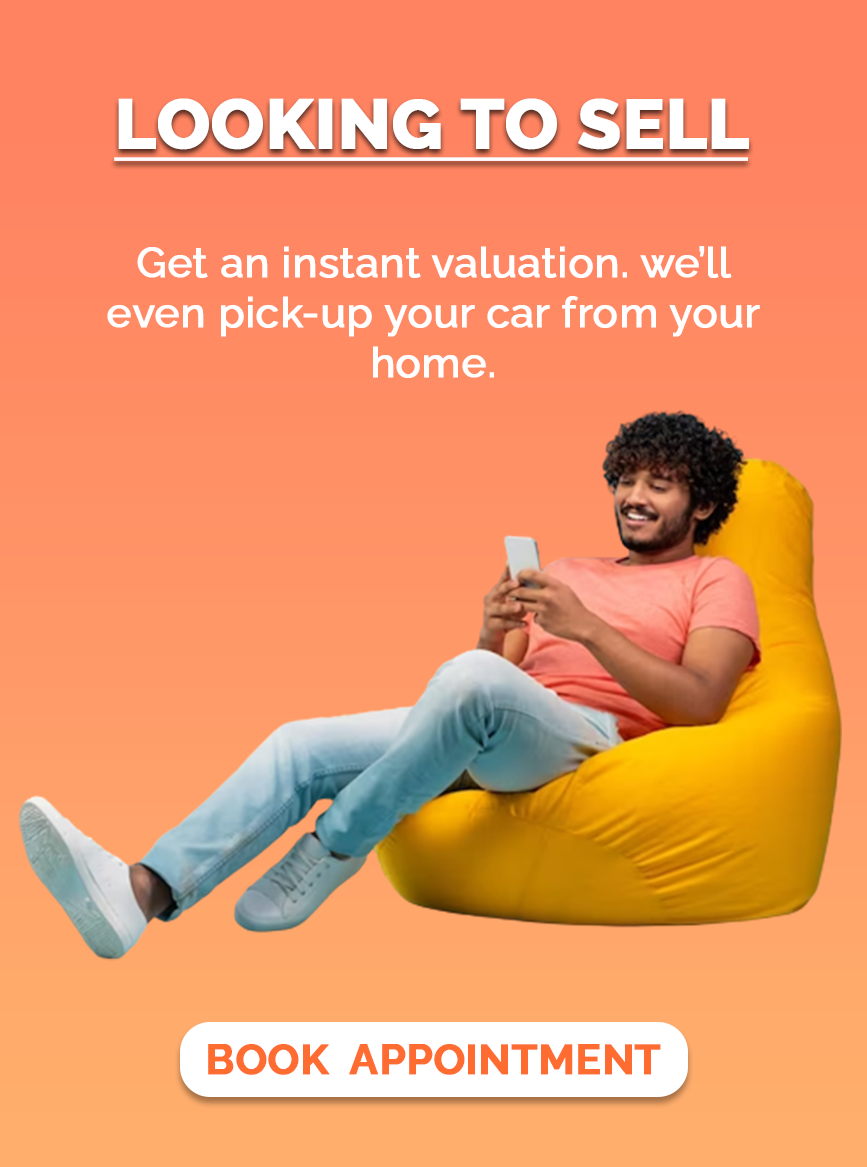 LOOKING TO SELL
Get an instant valuation. we'll
even pick-up your car from your
home.
BOOK APPOINTMENT